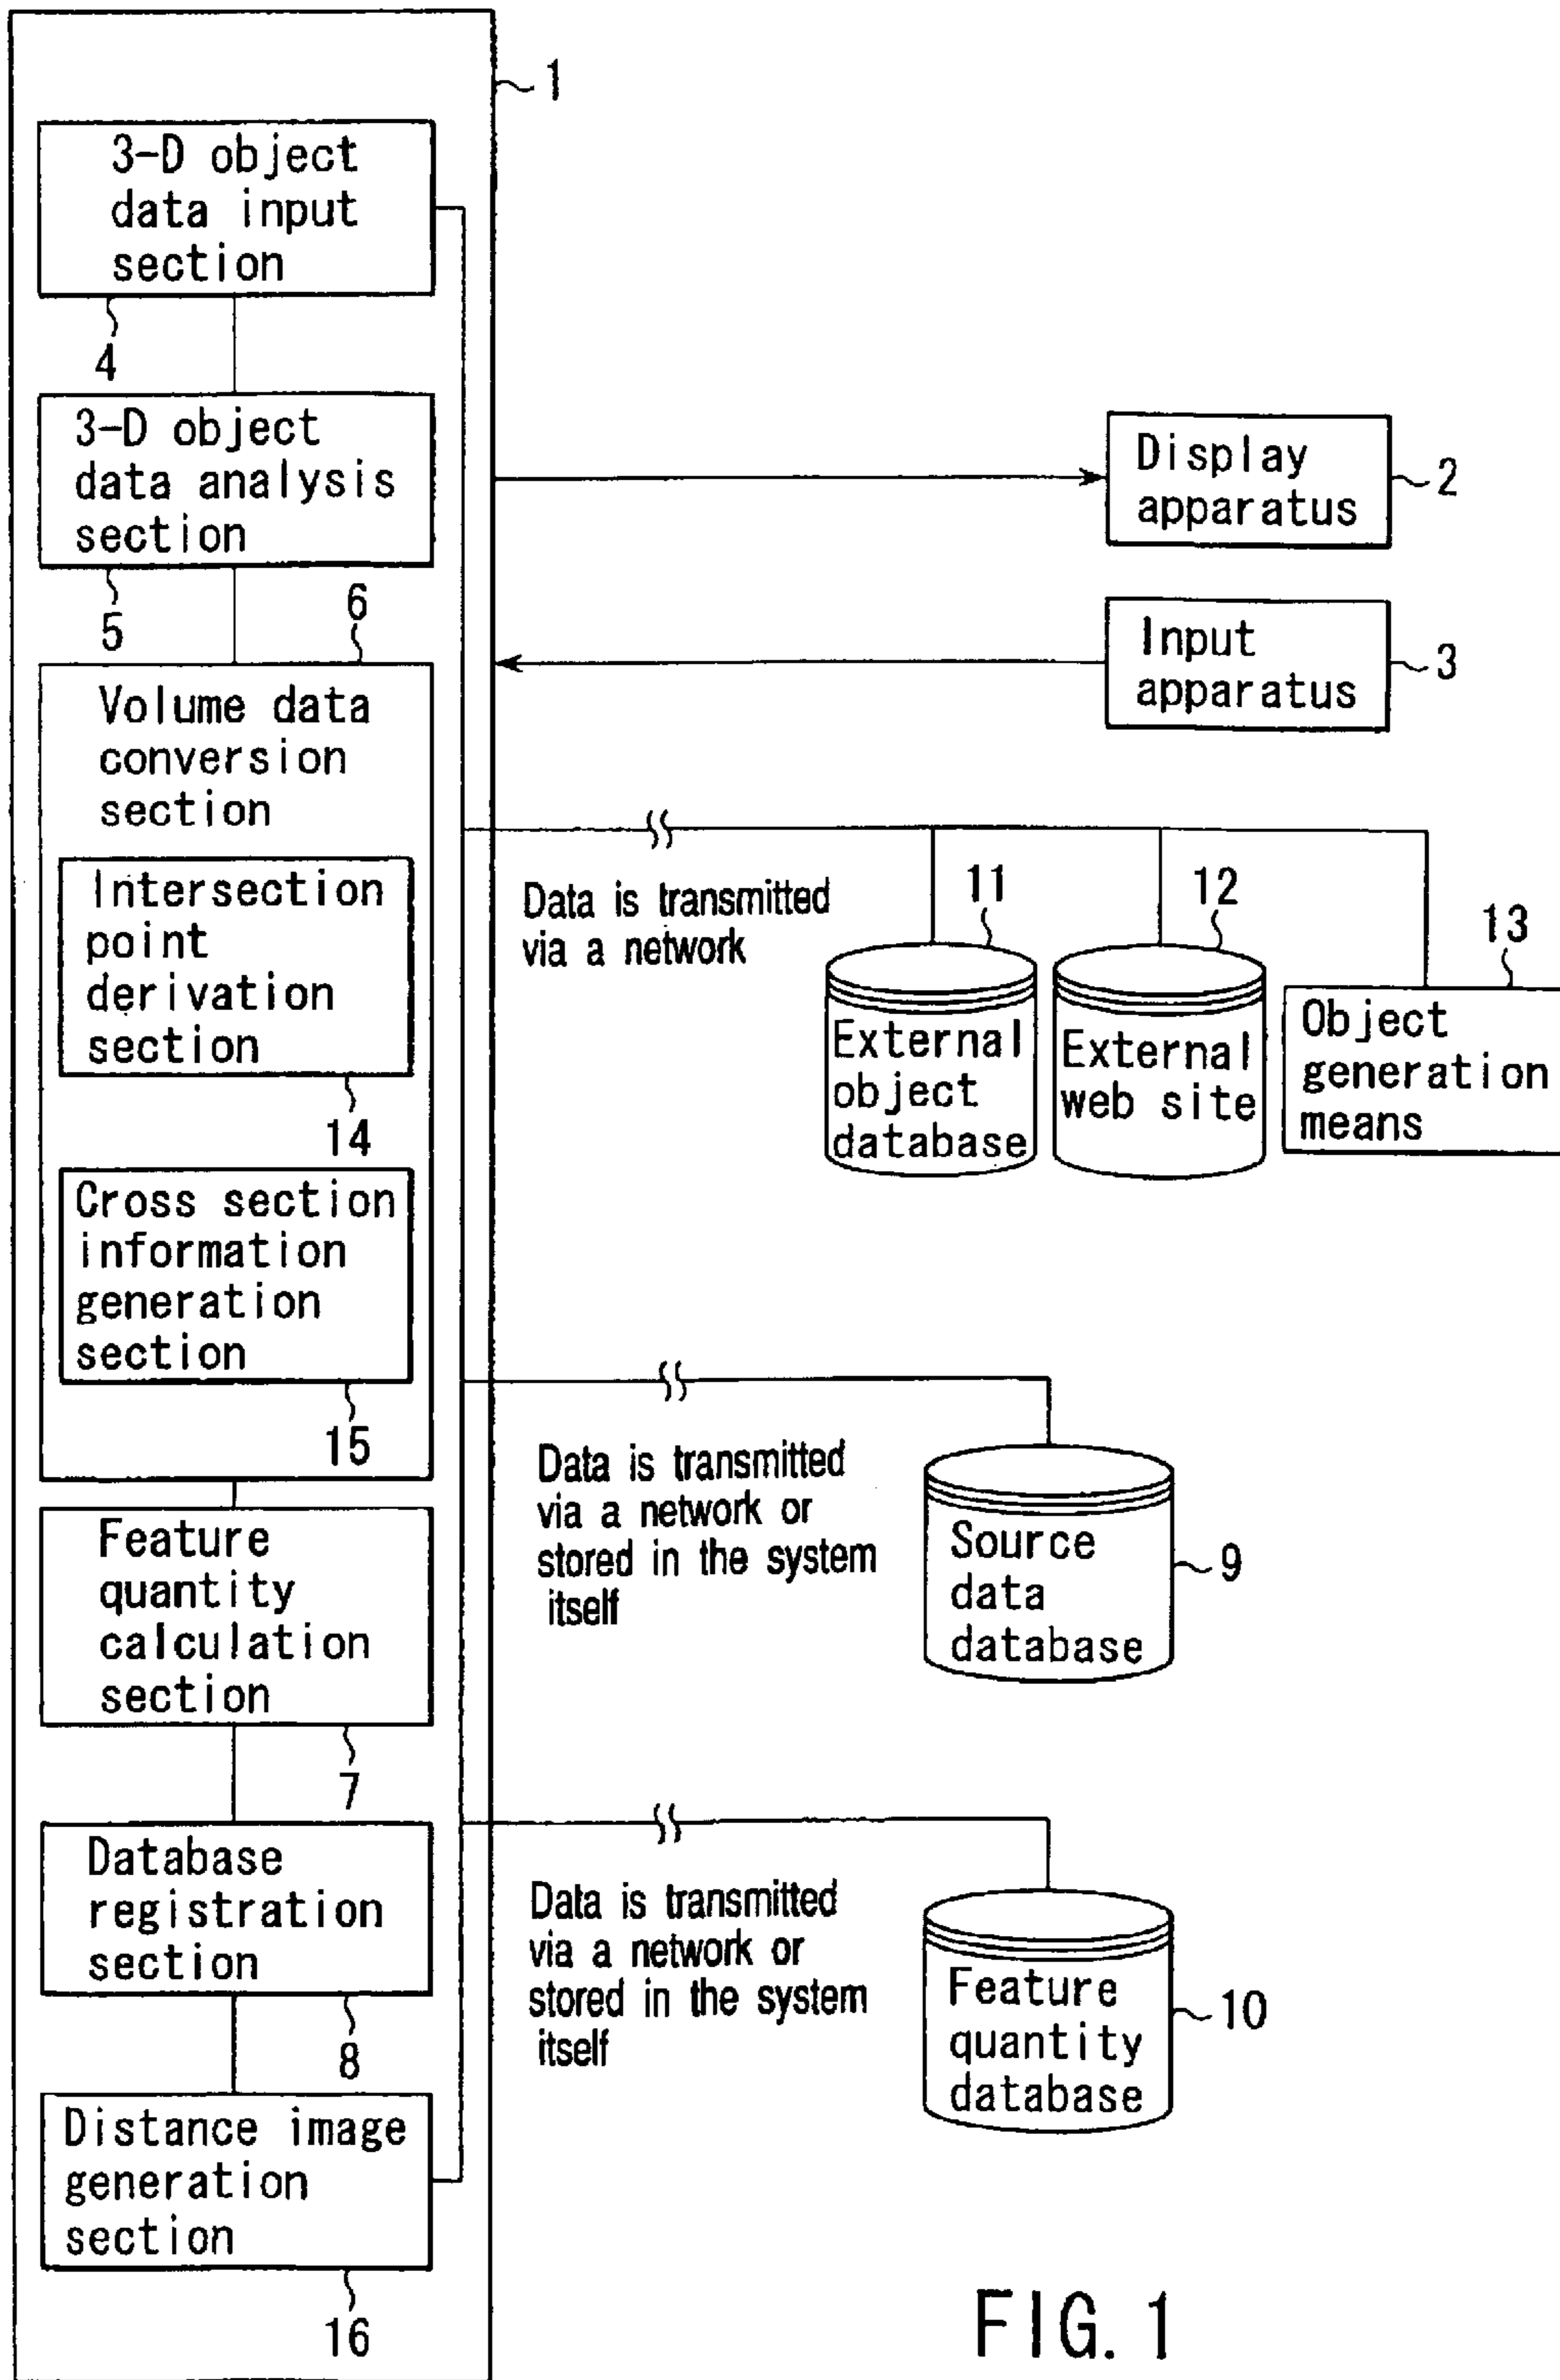 1
3-D object
data input
section
4
3-D object
data analysis
section
5
6
Volume data
conversion
section
Intersection
point
derivation
section
14
Cross section
information
generation
section
15
Feature
quantity
calculation
section
7
Database
registration
section
8
Distance image
generation
section
16
Display
apparatus
2
Input
apparatus
3
Data is transmitted
via a network
11
External
object
database
12
External
web site
13
Object
generation
means
Data is transmitted
via a network or
stored in the system
itself
Source
data
database
9
Data is transmitted
via a network or
stored in the system
itself
Feature
quantity
database
10
FIG. 1